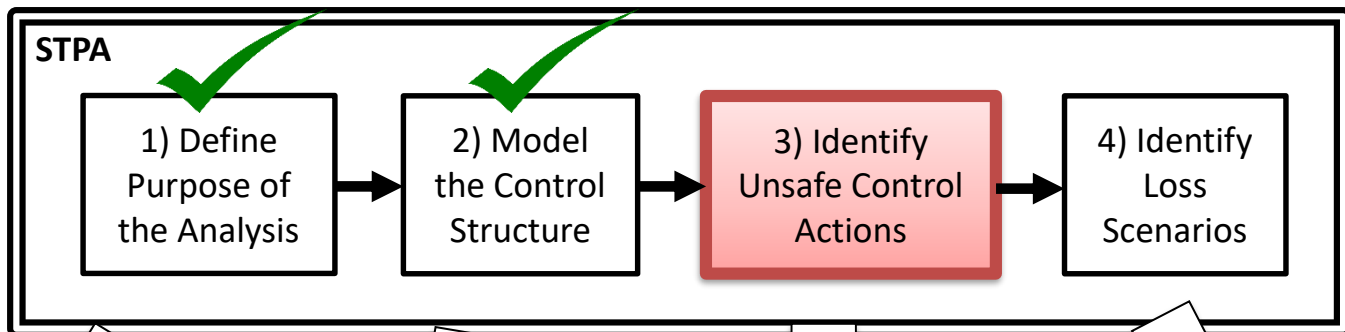 STPA
1) Define
Purpose of
the Analysis
2) Model
the Control
Structure
3) Identify
Unsafe Control
Actions
4) Identify
Loss
Scenarios